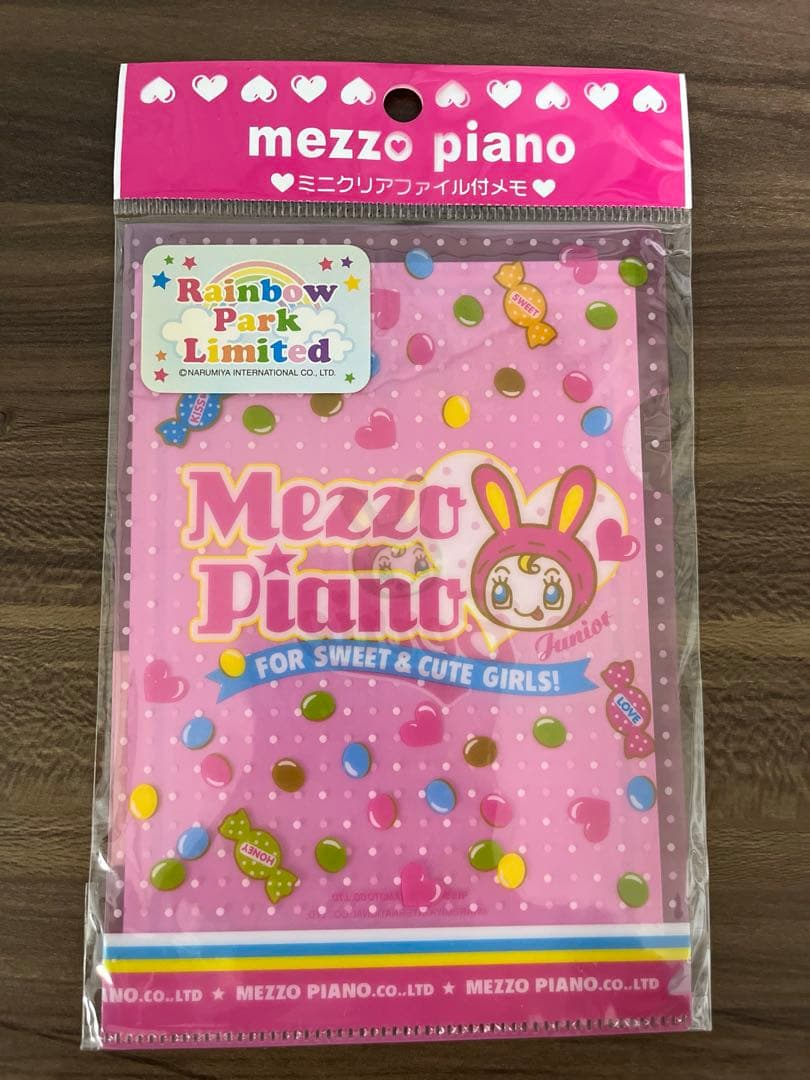 mezzo piano
♥ミニクリアファイル付メモ♥
Rainbow
Park
Limited
©NARUMIYA INTERNATIONAL CO., LTD.
SWEET
KISS
Mezzo
Piano
Junior
FOR SWEET & CUTE GIRLS!
LOVE
HONEY
ANO.CO..LTD ★ MEZZO PIANO.CO..LTD ★ MEZZO PIANO.CO..LTD